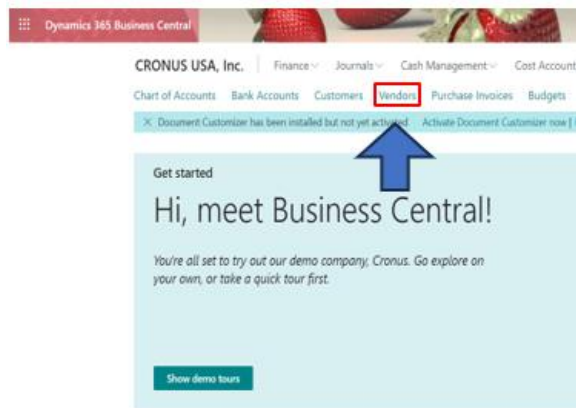 Dynamics 365 Business Central
CRONUS USA, Inc. Finance Journals Cash Management Cost Account
Chart of Accounts Bank Accounts Customers Vendors Purchase Invoices Budgets
Document Customizer has been installed but not yet activated Activate Document Customizer now |
Get started
Hi, meet Business Central!
You're all set to try out our demo company, Cronus. Go explore on
your own, or take a quick tour first.
Show demo tours